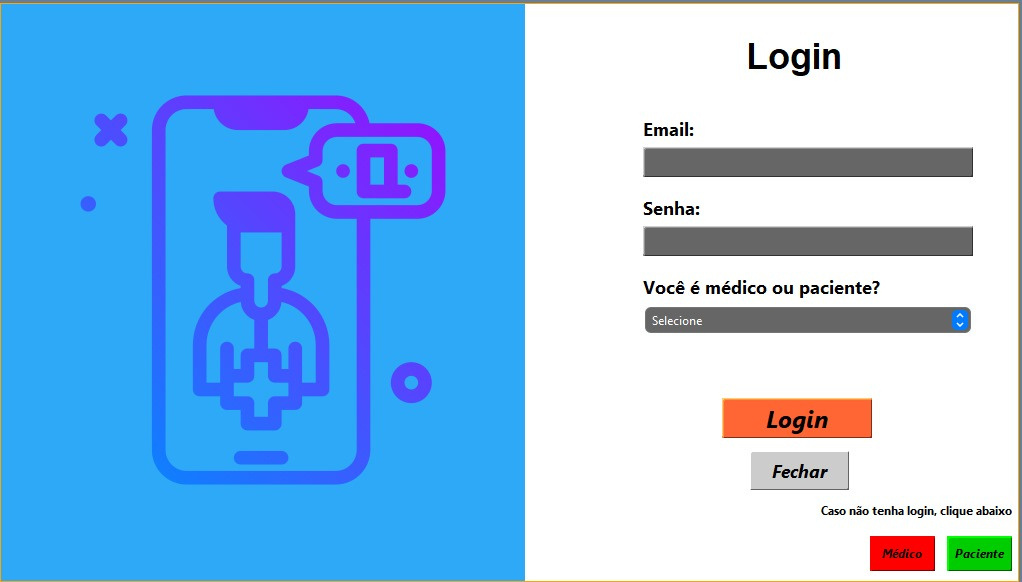 Login
Email:
Senha:
Você é médico ou paciente?
Selecione
Login
Fechar
Caso não tenha login, clique abaixo
Médico Paciente